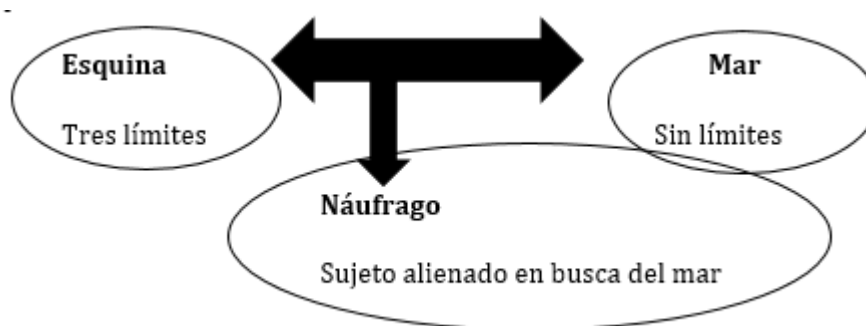 Esquina
Mar
Tres límites
Sin límites
Náufrago
Sujeto alienado en busca del mar